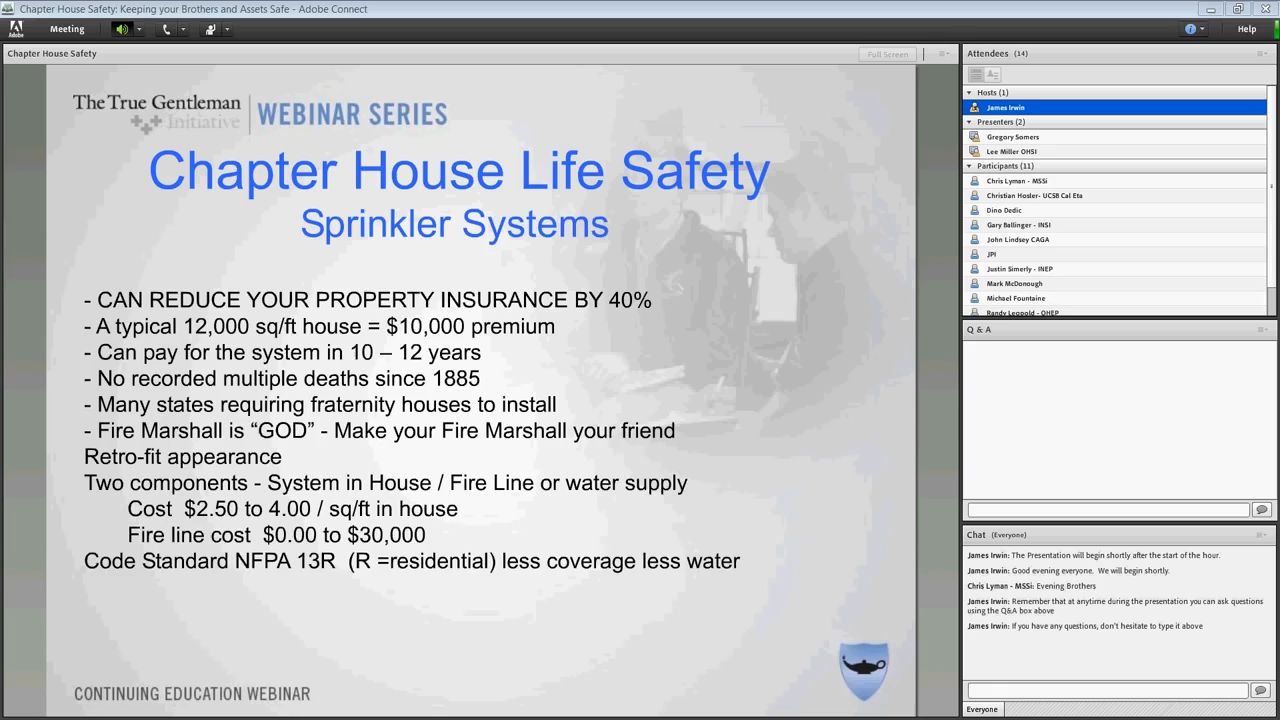 Chapter House Safety: Keeping your Brothers and Assets Safe - Adobe Connect
Adobe
Meeting
Help
Chapter House Safety
Full Screen
The True Gentleman
Initiative
WEBINAR SERIES
Chapter House Life Safety
Sprinkler Systems
- CAN REDUCE YOUR PROPERTY INSURANCE BY 40%
- A typical 12,000 sq/ft house = $10,000 premium
- Can pay for the system in 10 – 12 years
- No recorded multiple deaths since 1885
- Many states requiring fraternity houses to install
- Fire Marshall is “GOD” - Make your Fire Marshall your friend
Retro-fit appearance
Two components - System in House / Fire Line or water supply
Cost $2.50 to 4.00 / sq/ft in house
Fire line cost $0.00 to $30,000
Code Standard NFPA 13R (R =residential) less coverage less water
CONTINUING EDUCATION WEBINAR
Attendees (14)
Hosts (1)
James Irwin
Presenters (2)
Gregory Somers
Lee Miller OHSI
Participants (11)
Chris Lyman - MSSi
Christian Hosler- UCSB Cal Eta
Dino Dedic
Gary Ballinger - INSI
John Lindsey CAGA
JPI
Justin Simerly - INEP
Mark McDonough
Michael Fountaine
Randy Leopold - OHEP
Q & A
Chat (Everyone)
James Irwin: The Presentation will begin shortly after the start of the hour.
James Irwin: Good evening everyone. We will begin shortly.
Chris Lyman - MSSi: Evening Brothers
James Irwin: Remember that at anytime during the presentation you can ask questions
using the Q&A box above
James Irwin: If you have any questions, don't hesitate to type it above
Everyone